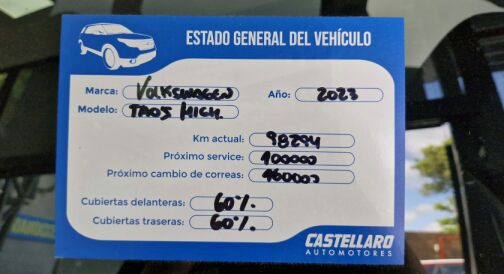 ESTADO GENERAL DEL VEHÍCULO
Marca: VOLKSWAGEN Año: 2023
Modelo: TAOS HIGH.
Km actual: 98294
Próximo service: 100000
Próximo cambio de correas: 160000
Cubiertas delanteras: 60%.
Cubiertas traseras: 60%.
CASTELLARO
AUTOMOTORES